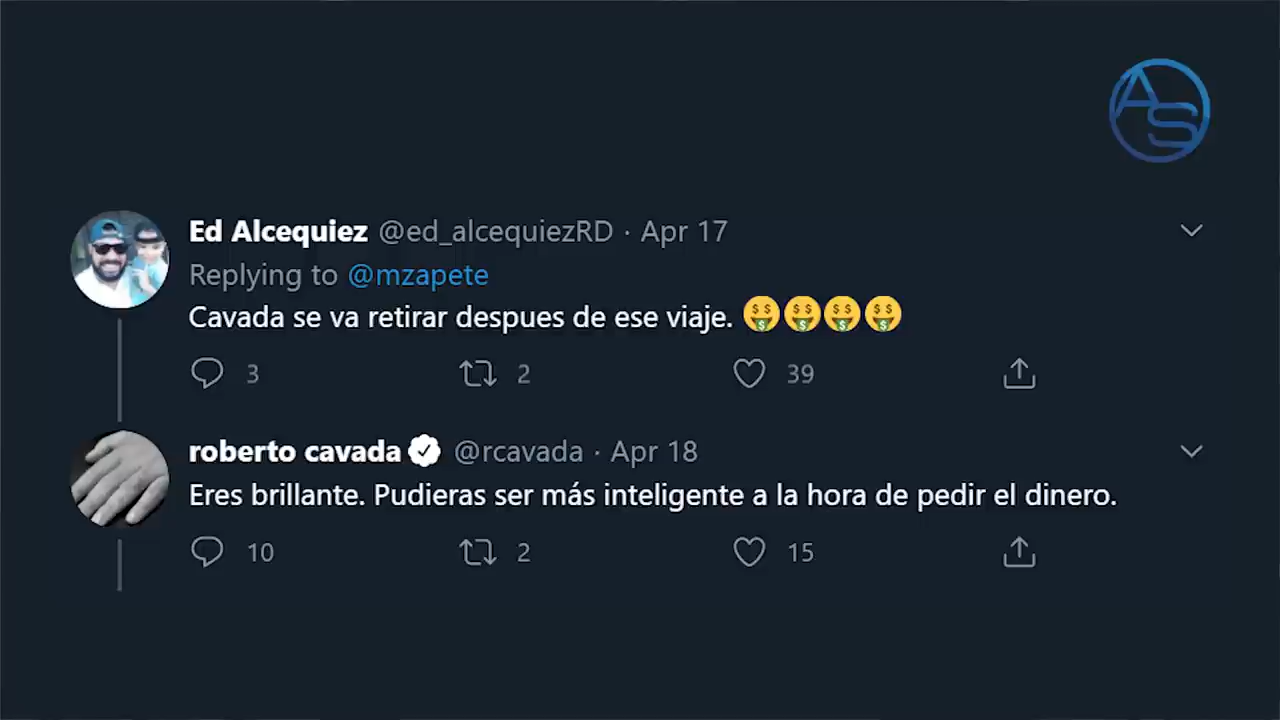 AS
Ed Alcequiez @ed_alcequiezRD · Apr 17
Replying to @mzapete
Cavada se va retirar despues de ese viaje. 🤑🤑🤑🤑
3 2 39
roberto cavada @rcavada · Apr 18
Eres brillante. Pudieras ser más inteligente a la hora de pedir el dinero.
10 2 15